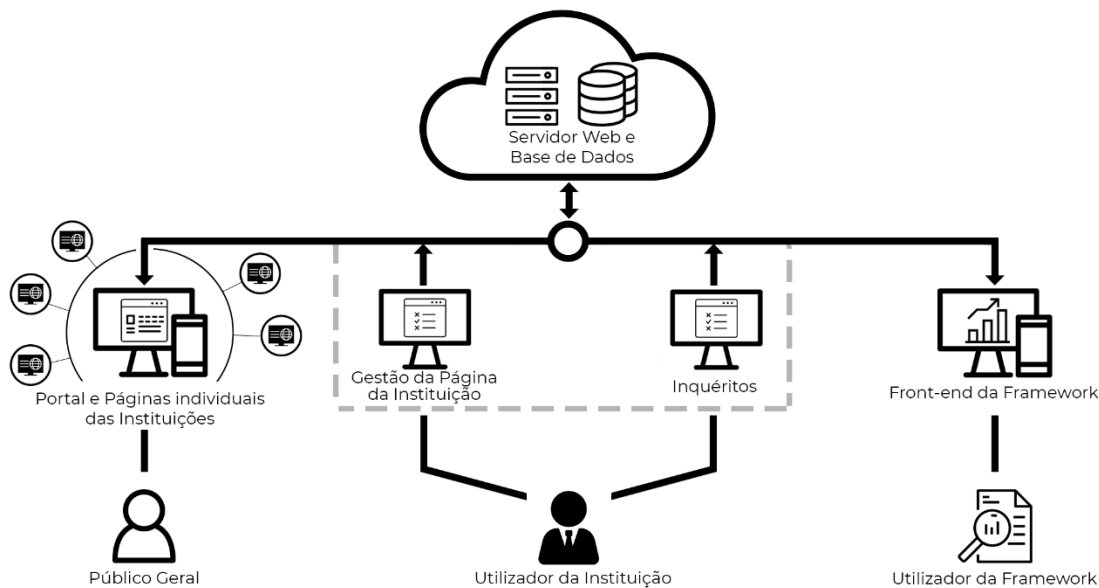 Servidor Web e
Base de Dados
Portal e Páginas individuais
das Instituições
Gestão da Página
da Instituição
Inquéritos
Front-end da Framework
Público Geral
Utilizador da Instituição
Utilizador da Framework